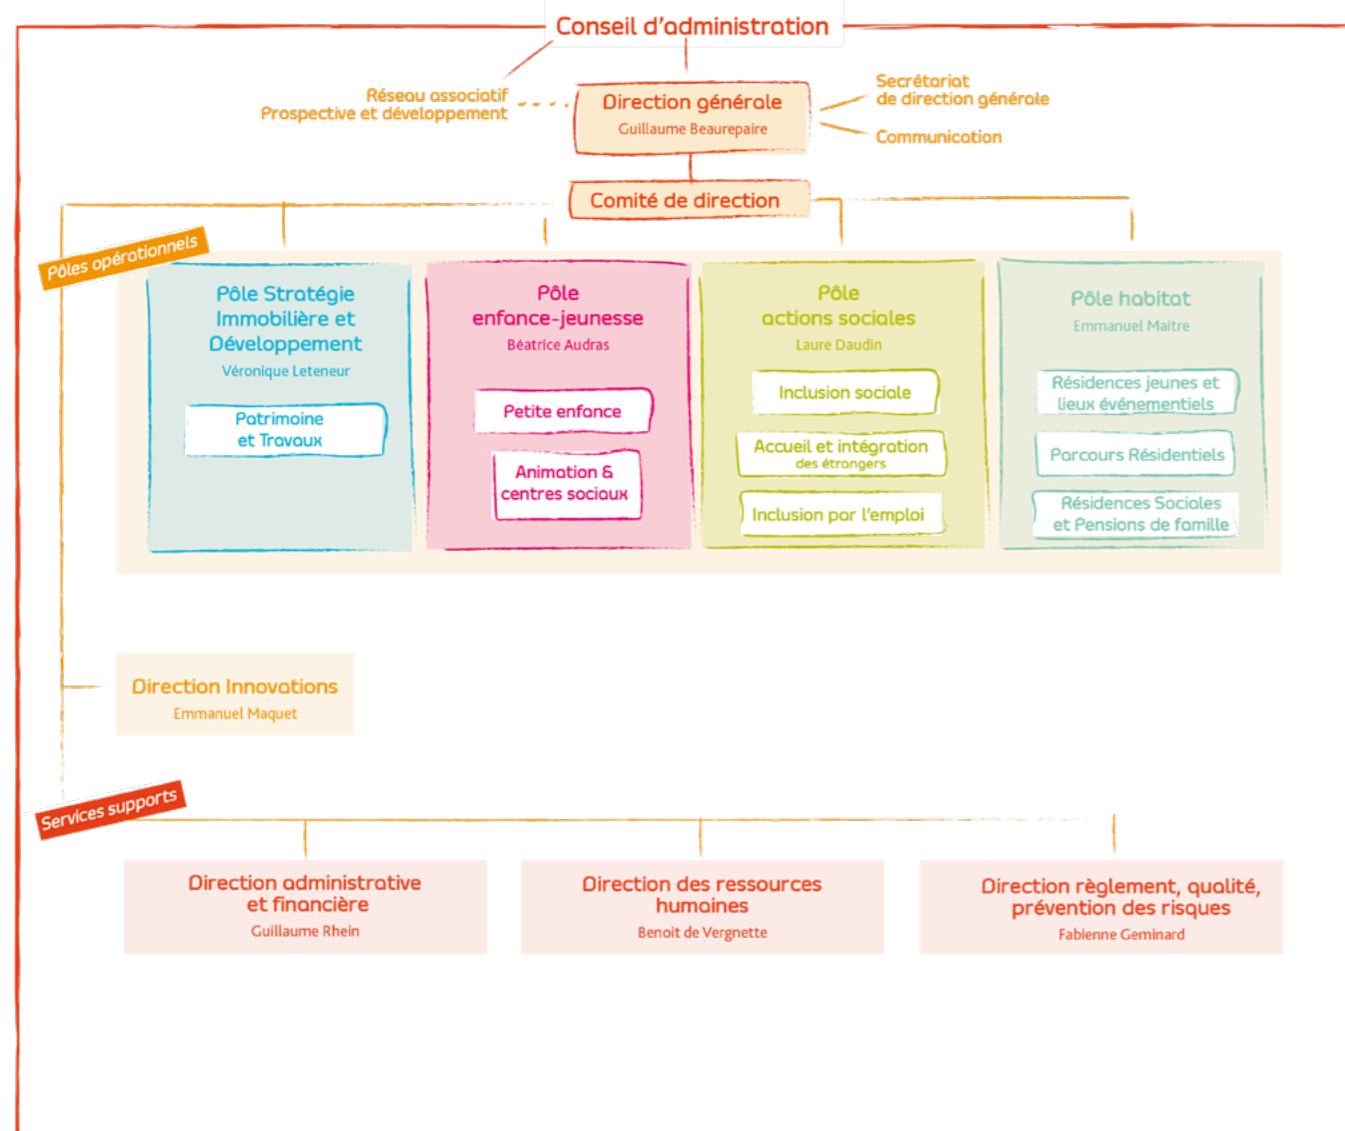 Conseil d'administration
Réseau associatif
Prospective et développement
Direction générale
Guillaume Beaurepaire
Secrétariat
de direction générale
Communication
Comité de direction
Pôles opérationnels
Pôle Stratégie
Immobilière et
Développement
Véronique Leteneur
Patrimoine
et Travaux
Pôle
enfance-jeunesse
Béatrice Audras
Petite enfance
Animation &
centres sociaux
Pôle
actions sociales
Laure Daudin
Inclusion sociale
Accueil et intégration
des étrangers
Inclusion par l'emploi
Pôle habitat
Emmanuel Maitre
Résidences jeunes et
lieux événementiels
Parcours Résidentiels
Résidences Sociales
et Pensions de famille
Direction Innovations
Emmanuel Maquet
Services supports
Direction administrative
et financière
Guillaume Rhein
Direction des ressources
humaines
Benoit de Vergnette
Direction règlement, qualité,
prévention des risques
Fabienne Geminard